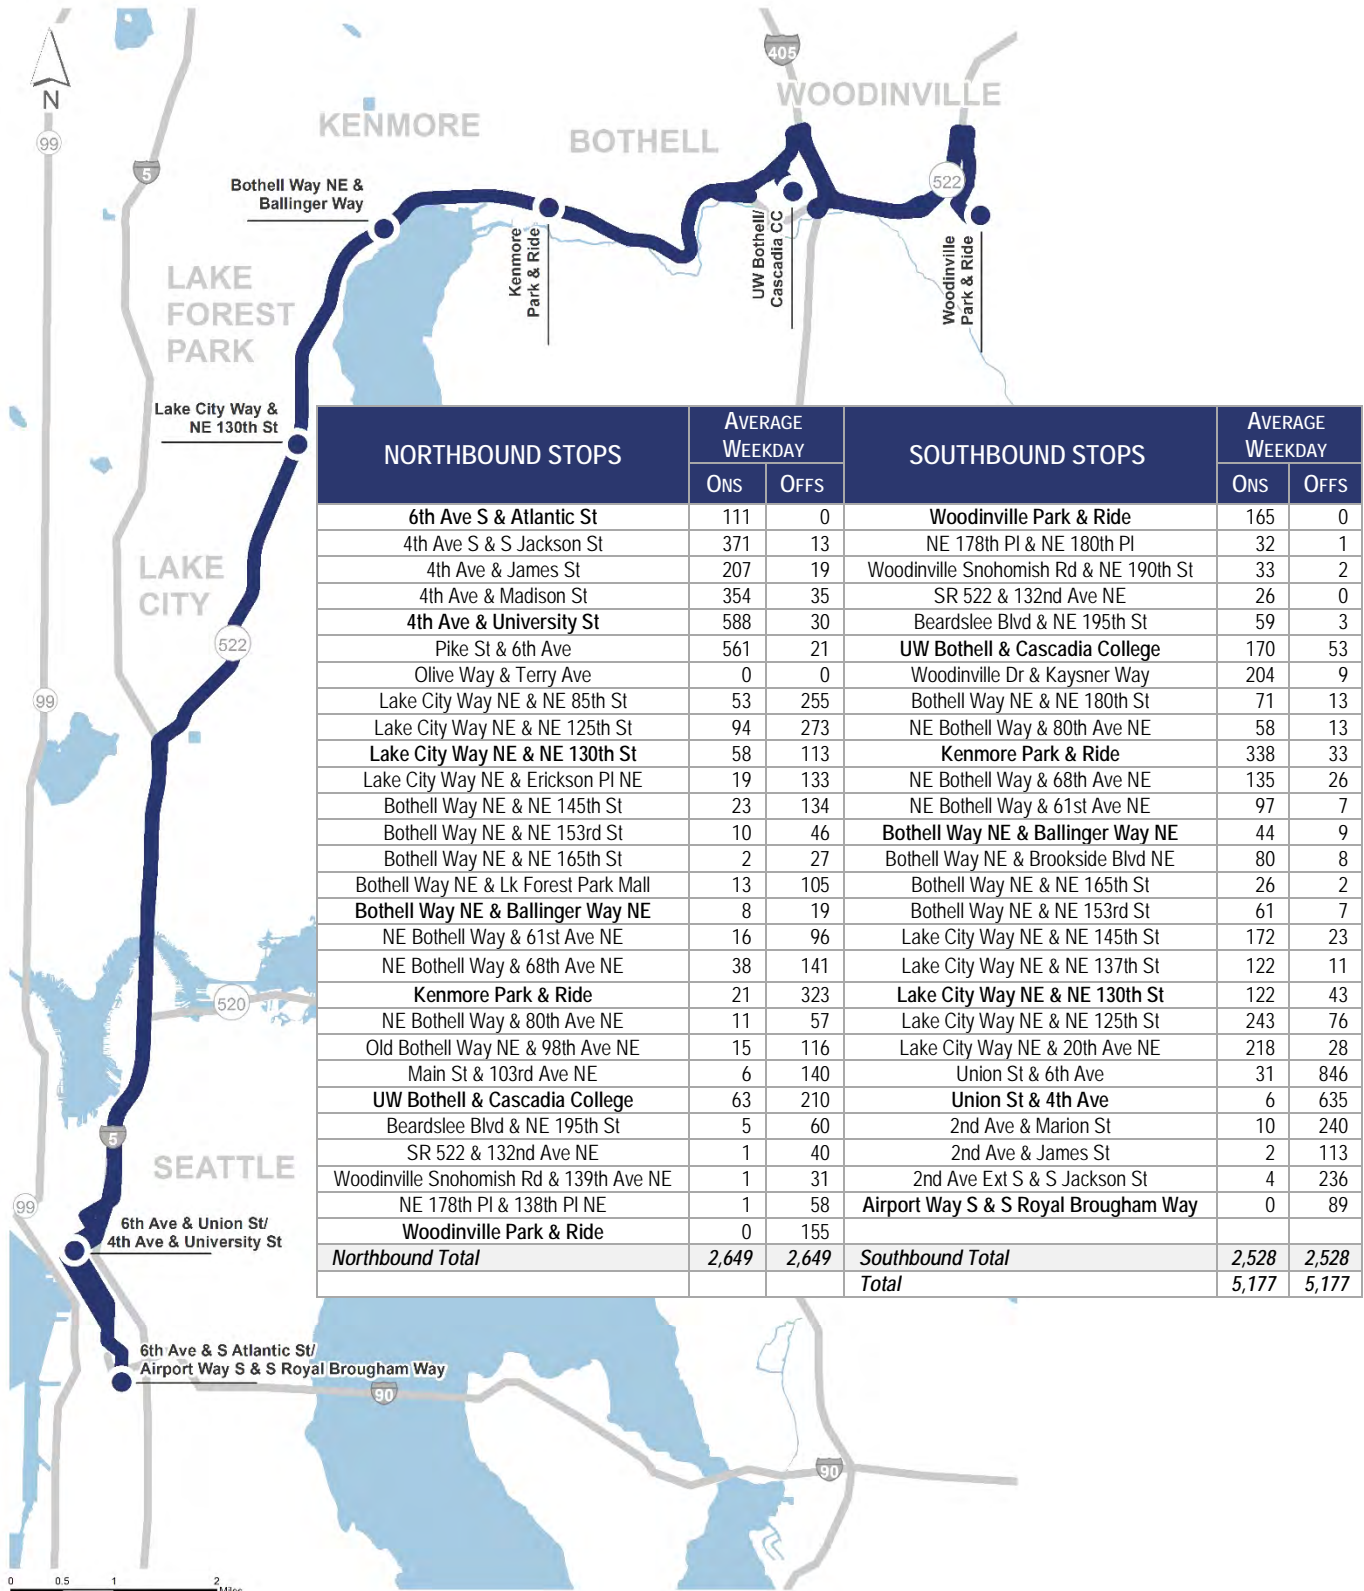 N
99
5
405
WOODINVILLE
KENMORE
BOTHELL
522
Bothell Way NE &
Ballinger Way
Kenmore
Park & Ride
UW Bothell/
Cascadia CC
Woodinville
Park & Ride
LAKE
FOREST
PARK
Lake City Way &
NE 130th St
LAKE
CITY
522
99
520
5
SEATTLE
99
6th Ave & Union St/
4th Ave & University St
6th Ave & S Atlantic St/
Airport Way S & S Royal Brougham Way
90
90
0 0.5 1 2
Miles
NORTHBOUND STOPS AVERAGE WEEKDAY SOUTHBOUND STOPS AVERAGE WEEKDAY
ONS OFFS ONS OFFS
6th Ave S & Atlantic St 111 0 Woodinville Park & Ride 165 0
4th Ave S & S Jackson St 371 13 NE 178th Pl & NE 180th Pl 32 1
4th Ave & James St 207 19 Woodinville Snohomish Rd & NE 190th St 33 2
4th Ave & Madison St 354 35 SR 522 & 132nd Ave NE 26 0
4th Ave & University St 588 30 Beardslee Blvd & NE 195th St 59 3
Pike St & 6th Ave 561 21 UW Bothell & Cascadia College 170 53
Olive Way & Terry Ave 0 0 Woodinville Dr & Kaysner Way 204 9
Lake City Way NE & NE 85th St 53 255 Bothell Way NE & NE 180th St 71 13
Lake City Way NE & NE 125th St 94 273 NE Bothell Way & 80th Ave NE 58 13
Lake City Way NE & NE 130th St 58 113 Kenmore Park & Ride 338 33
Lake City Way NE & Erickson Pl NE 19 133 NE Bothell Way & 68th Ave NE 135 26
Bothell Way NE & NE 145th St 23 134 NE Bothell Way & 61st Ave NE 97 7
Bothell Way NE & NE 153rd St 10 46 Bothell Way NE & Ballinger Way NE 44 9
Bothell Way NE & NE 165th St 2 27 Bothell Way NE & Brookside Blvd NE 80 8
Bothell Way NE & Lk Forest Park Mall 13 105 Bothell Way NE & NE 165th St 26 2
Bothell Way NE & Ballinger Way NE 8 19 Bothell Way NE & NE 153rd St 61 7
NE Bothell Way & 61st Ave NE 16 96 Lake City Way NE & NE 145th St 172 23
NE Bothell Way & 68th Ave NE 38 141 Lake City Way NE & NE 137th St 122 11
Kenmore Park & Ride 21 323 Lake City Way NE & NE 130th St 122 43
NE Bothell Way & 80th Ave NE 11 57 Lake City Way NE & NE 125th St 243 76
Old Bothell Way NE & 98th Ave NE 15 116 Lake City Way NE & 20th Ave NE 218 28
Main St & 103rd Ave NE 6 140 Union St & 6th Ave 31 846
UW Bothell & Cascadia College 63 210 Union St & 4th Ave 6 635
Beardslee Blvd & NE 195th St 5 60 2nd Ave & Marion St 10 240
SR 522 & 132nd Ave NE 1 40 2nd Ave & James St 2 113
Woodinville Snohomish Rd & 139th Ave NE 1 31 2nd Ave Ext S & S Jackson St 4 236
NE 178th Pl & 138th Pl NE 1 58 Airport Way S & S Royal Brougham Way 0 89
Woodinville Park & Ride 0 155
Northbound Total 2,649 2,649 Southbound Total 2,528 2,528
Total 5,177 5,177